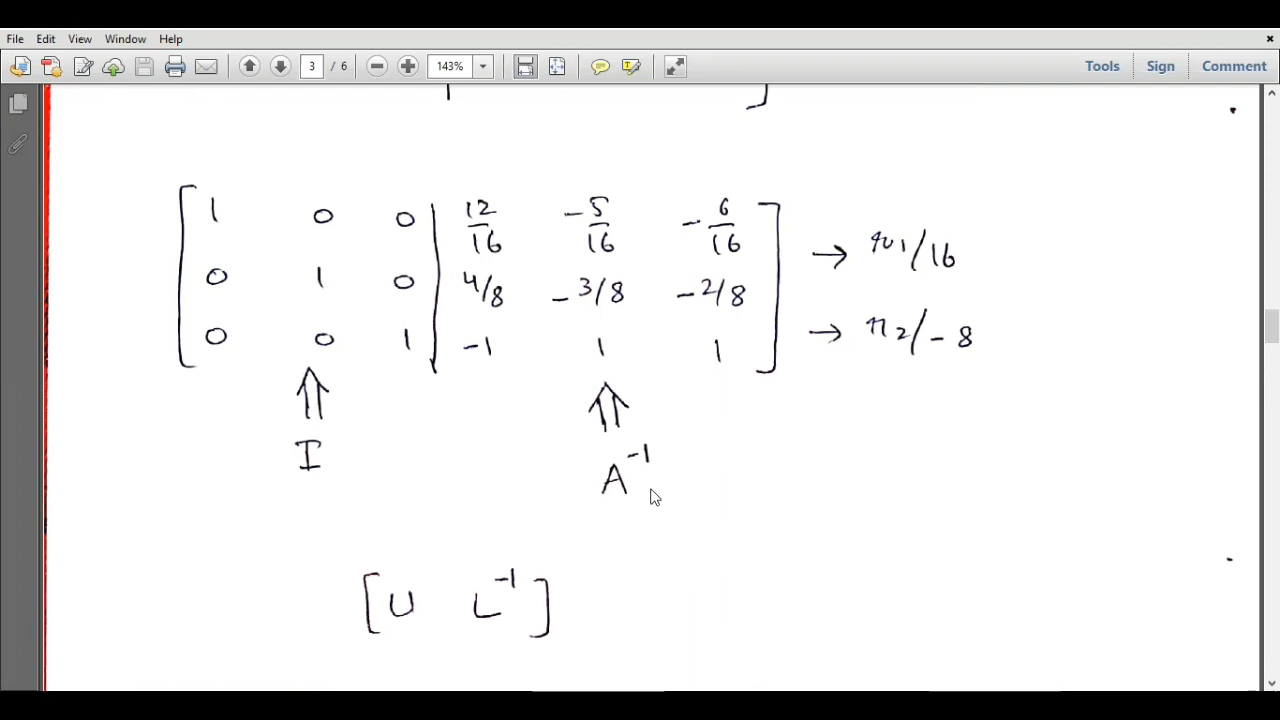 File Edit View Window Help
3 / 6 143% Tools Sign Comment
1 0 0 | 12/16 -5/16 -6/16 → r1/16
0 1 0 | 4/8 -3/8 -2/8 → r2/-8
0 0 1 | -1 1 1
I
A⁻¹
[U L⁻¹]